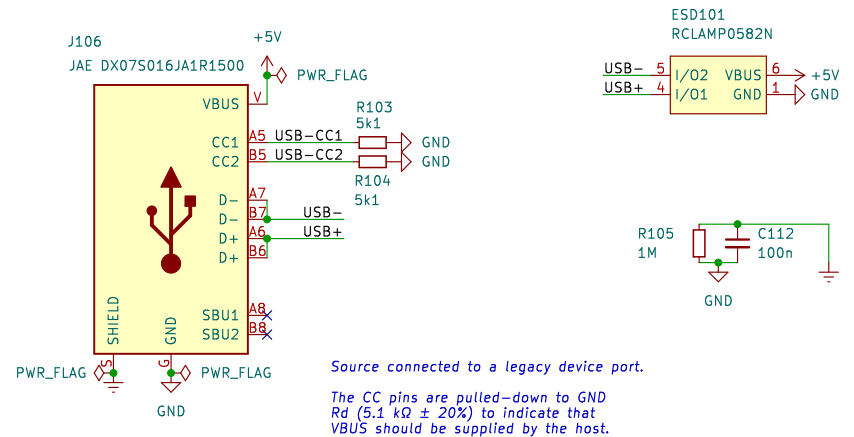 J106
JAE DX07S016JA1R1500
+5V
PWR_FLAG
VBUS V
CC1 A5 USB-CC1
CC2 B5 USB-CC2
R103
5k1
GND
GND
R104
5k1
D- A7
D- B7 USB-
D+ A6 USB+
D+ B6
SBU1 A8
SBU2 B8
SHIELD
GND
S
G
PWR_FLAG
PWR_FLAG
GND
ESD101
RCLAMP0582N
USB- 5 I/O2 VBUS 6 +5V
USB+ 4 I/O1 GND 1 GND
R105
1M
C112
100n
GND
Source connected to a legacy device port.
The CC pins are pulled-down to GND
Rd (5.1 kΩ ± 20%) to indicate that
VBUS should be supplied by the host.